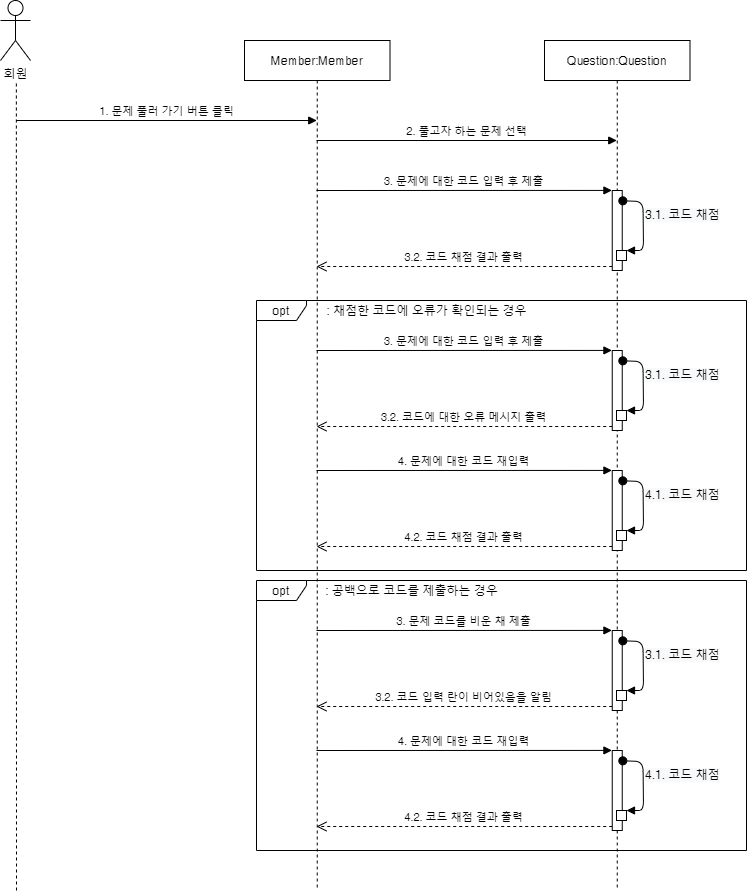 회원
Member:Member
Question:Question
1. 문제 풀러 가기 버튼 클릭
2. 풀고자 하는 문제 선택
3. 문제에 대한 코드 입력 후 제출
3.1. 코드 채점
3.2. 코드 채점 결과 출력
opt : 채점한 코드에 오류가 확인되는 경우
3. 문제에 대한 코드 입력 후 제출
3.1. 코드 채점
3.2. 코드에 대한 오류 메시지 출력
4. 문제에 대한 코드 재입력
4.1. 코드 채점
4.2. 코드 채점 결과 출력
opt : 공백으로 코드를 제출하는 경우
3. 문제 코드를 비운 채 제출
3.1. 코드 채점
3.2. 코드 입력 란이 비어있음을 알림
4. 문제에 대한 코드 재입력
4.1. 코드 채점
4.2. 코드 채점 결과 출력